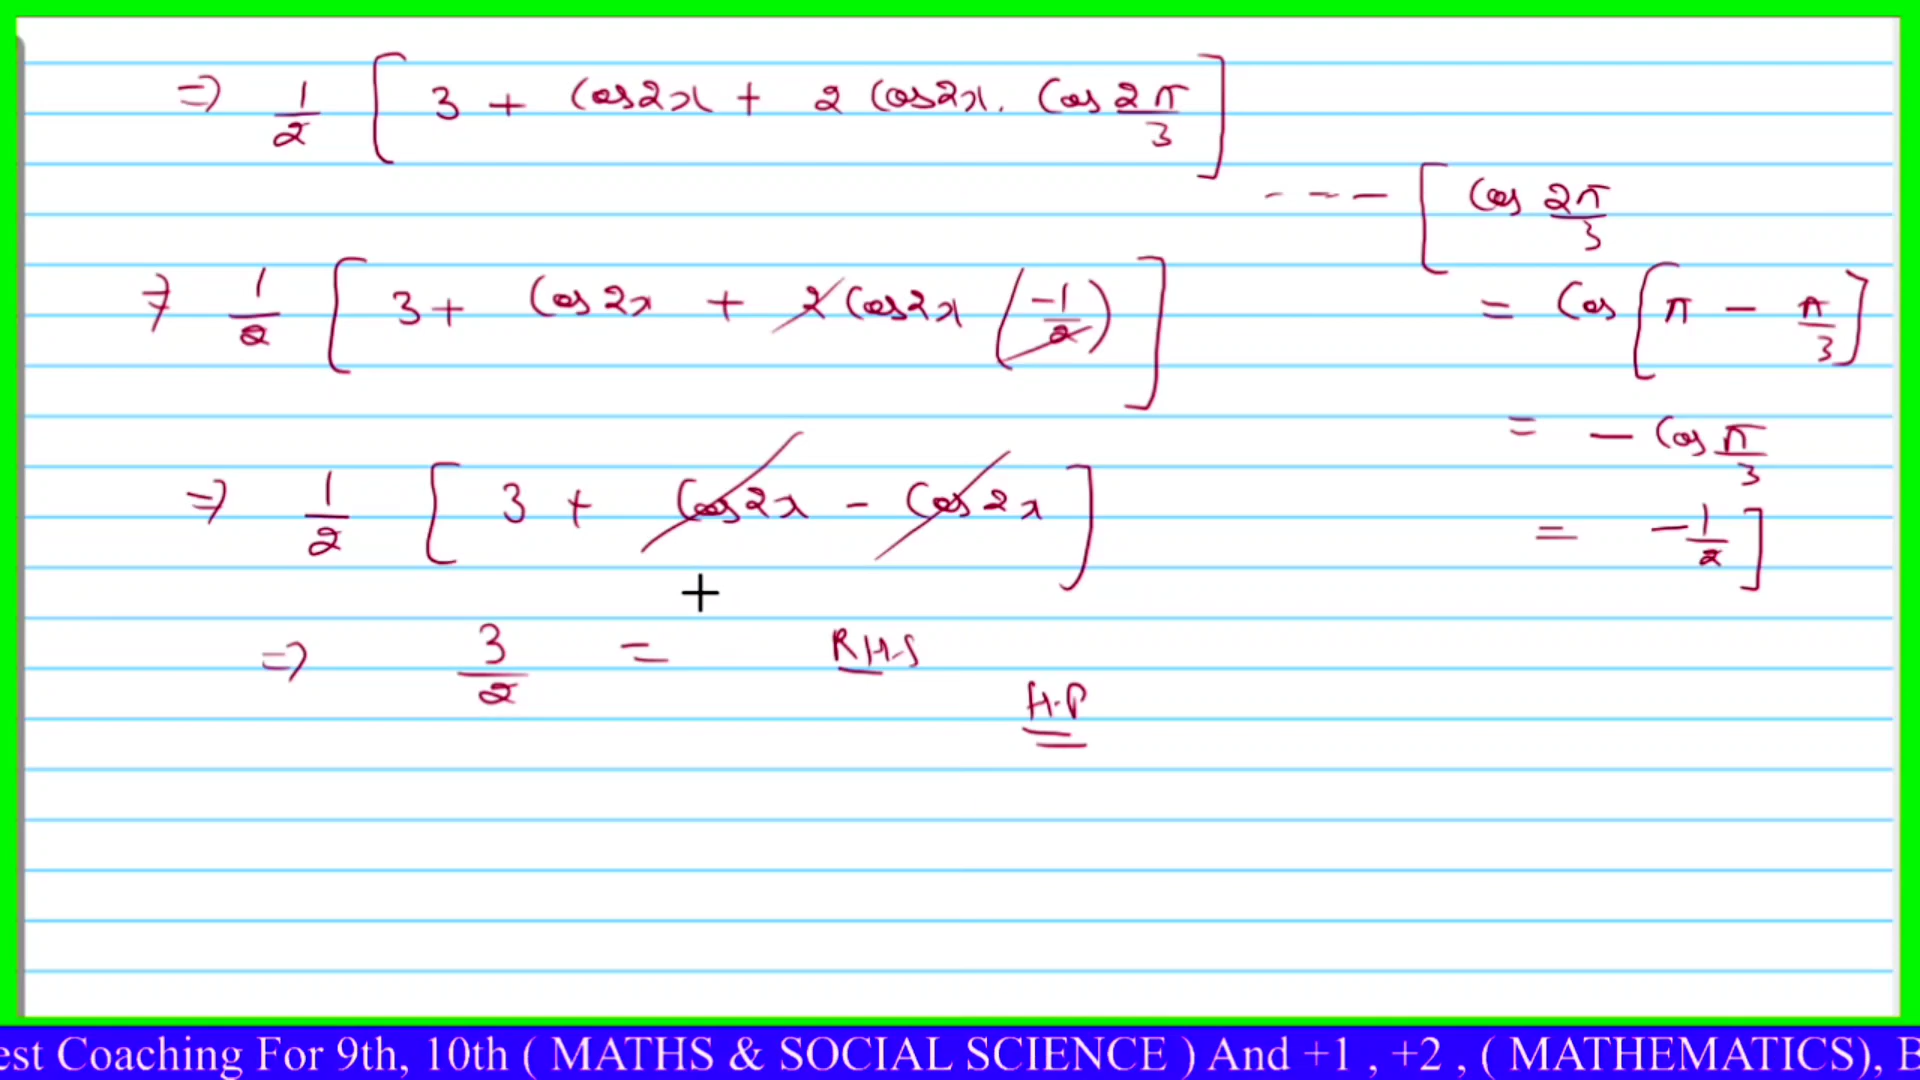 ⇒ 1/2 [ 3 + Cos2x + 2 Cos2x. Cos 2π/3 ]
---- [ Cos 2π/3
⇒ 1/2 [ 3 + Cos2x + 2 Cos2x (-1/2) ]
= Cos [ π - π/3 ]
= - Cos π/3
⇒ 1/2 [ 3 + Cos2x - Cos2x ]
= -1/2 ]
⇒ 3/2 = R.H.S
H.P
est Coaching For 9th, 10th ( MATHS & SOCIAL SCIENCE ) And +1 , +2 , ( MATHEMATICS), B